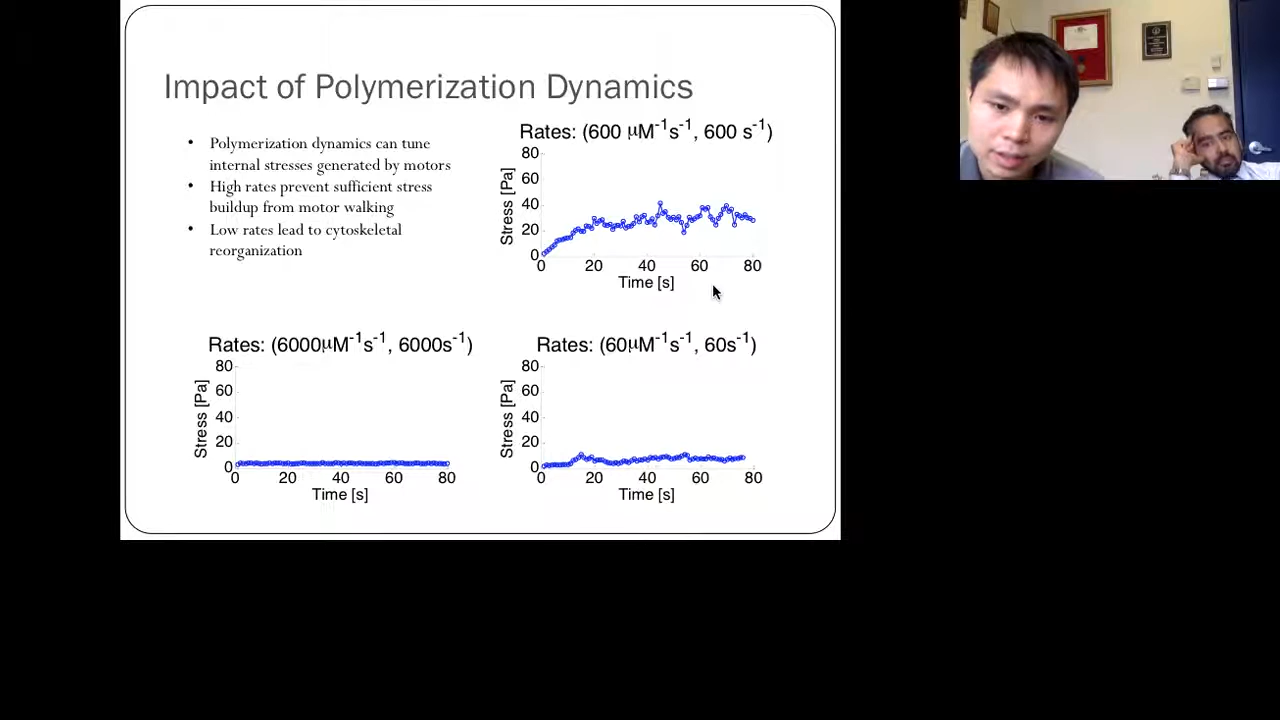 Impact of Polymerization Dynamics
• Polymerization dynamics can tune
internal stresses generated by motors
• High rates prevent sufficient stress
buildup from motor walking
• Low rates lead to cytoskeletal
reorganization
Rates: (600 μM⁻¹s⁻¹, 600 s⁻¹)
80
60
40
20
0
Stress [Pa]
0 20 40 60 80
Time [s]
Rates: (6000μM⁻¹s⁻¹, 6000s⁻¹)
80
60
40
20
0
Stress [Pa]
0 20 40 60 80
Time [s]
Rates: (60μM⁻¹s⁻¹, 60s⁻¹)
80
60
40
20
0
Stress [Pa]
0 20 40 60 80
Time [s]